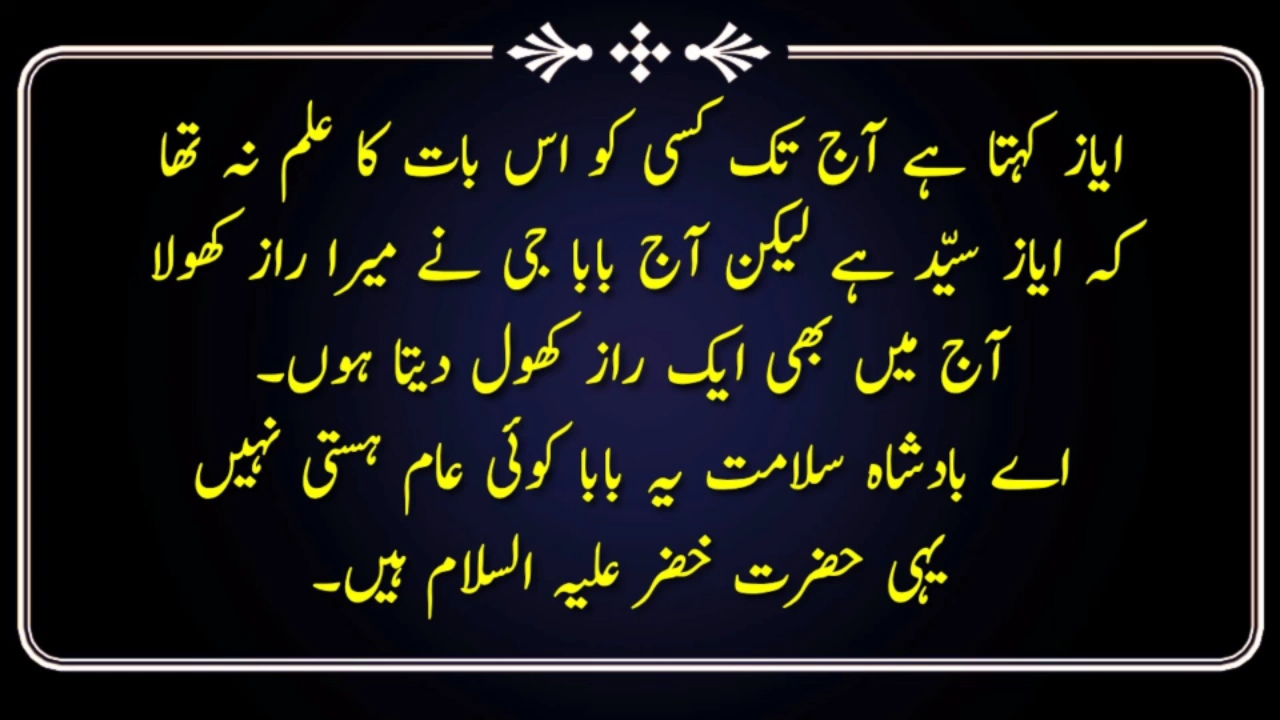 ایاز کہتا ہے آج تک کسی کو اس بات کا علم نہ تھا
کہ ایاز سیّد ہے لیکن آج بابا جی نے میرا راز کھولا
آج میں بھی ایک راز کھول دیتا ہوں۔
اے بادشاہ سلامت یہ بابا کوئی عام ہستی نہیں
یہی حضرت خضر علیہ السلام ہیں۔